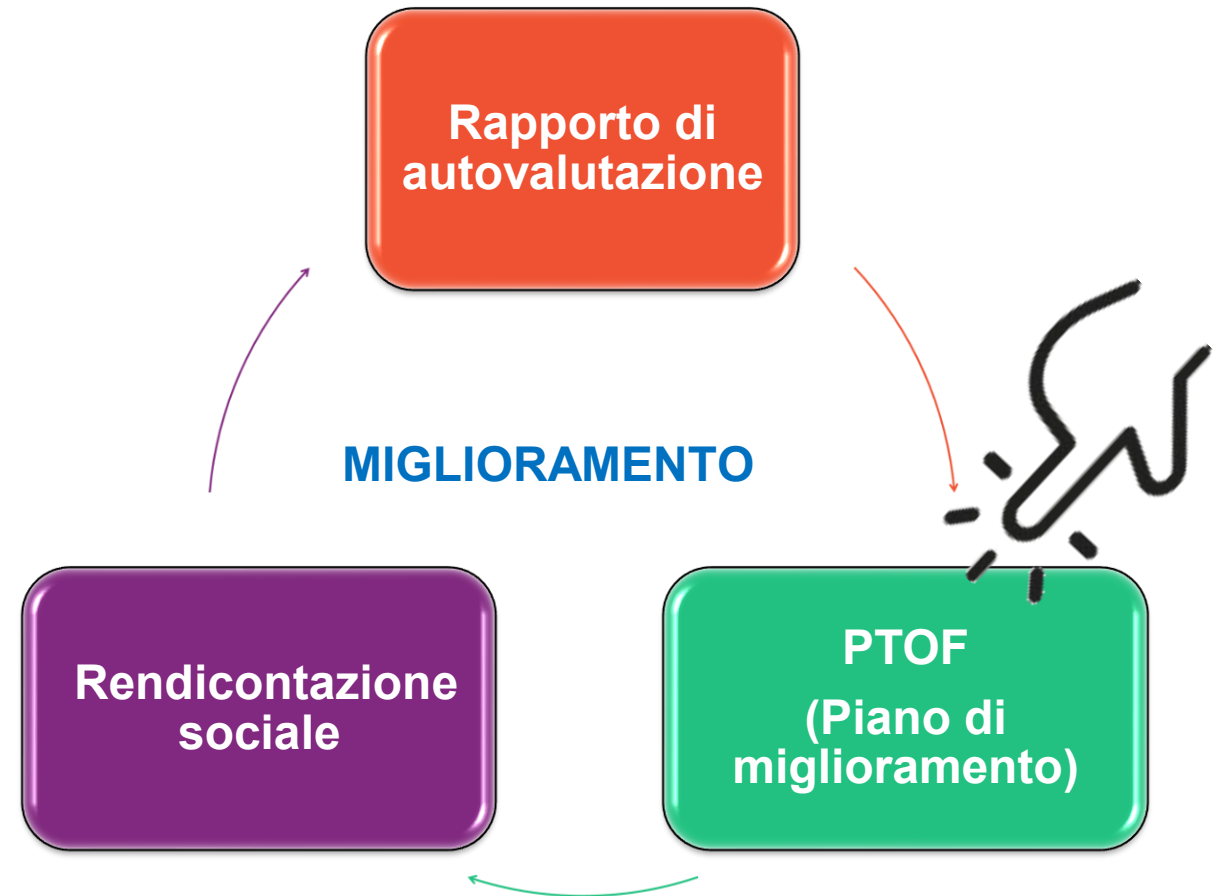 Rapporto di
autovalutazione
MIGLIORAMENTO
Rendicontazione
sociale
PTOF
(Piano di
miglioramento)